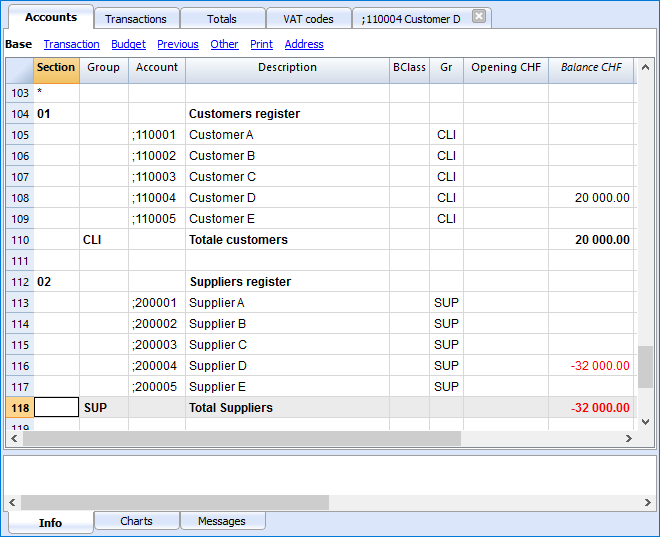 Accounts Transactions Totals VAT codes ;110004 Customer D
Base Transaction Budget Previous Other Print Address
Section Group Account Description BClass Gr Opening CHF Balance CHF
103 *
104 01 Customers register
105 ;110001 Customer A CLI
106 ;110002 Customer B CLI
107 ;110003 Customer C CLI
108 ;110004 Customer D CLI 20 000.00
109 ;110005 Customer E CLI
110 CLI Totale customers 20 000.00
111
112 02 Suppliers register
113 ;200001 Supplier A SUP
114 ;200002 Supplier B SUP
115 ;200003 Supplier C SUP
116 ;200004 Supplier D SUP -32 000.00
117 ;200005 Supplier E SUP
118 SUP Total Suppliers -32 000.00
119
Info Charts Messages